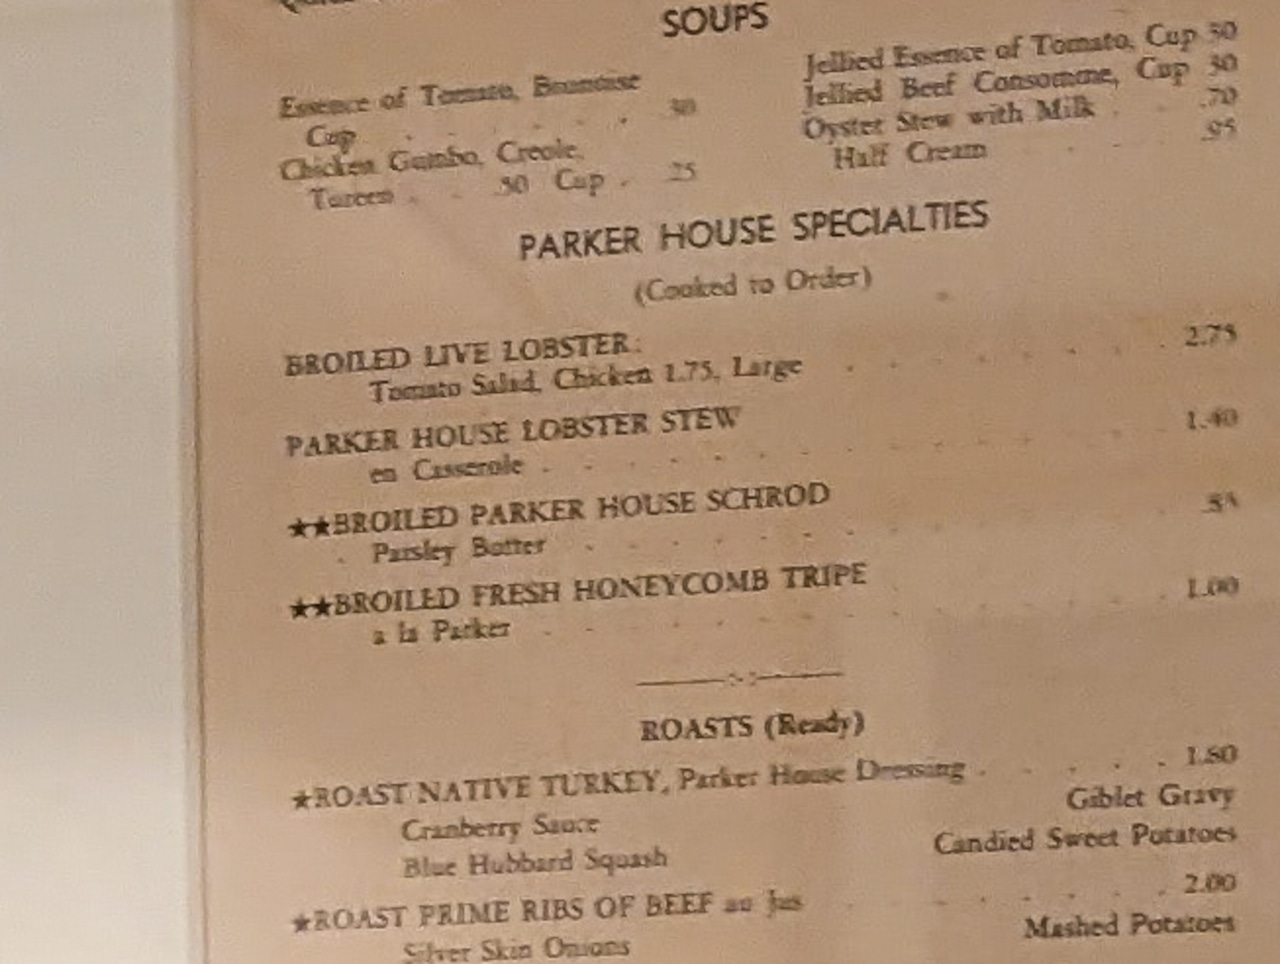 SOUPS
Essence of Tomato, Brunoise
Cup . . . . . . 30
Chicken Gumbo, Creole,
Tureen . . 50 Cup . 25
Jellied Essence of Tomato, Cup 30
Jellied Beef Consomme, Cup 30
Oyster Stew with Milk . .70
Half Cream . . .95
PARKER HOUSE SPECIALTIES
(Cooked to Order)
BROILED LIVE LOBSTER:
Tomato Salad, Chicken 1.75, Large . . . . . . . . 2.75
PARKER HOUSE LOBSTER STEW
en Casserole . . . . . . . . . . . . 1.40
★★BROILED PARKER HOUSE SCHROD
Parsley Butter . . . . . . . . .
★★BROILED FRESH HONEYCOMB TRIPE
a la Parker . . . . . . . . . . . . 1.00
ROASTS (Ready)
★ROAST NATIVE TURKEY, Parker House Dressing . . . . . 1.80
Cranberry Sauce Giblet Gravy
Blue Hubbard Squash Candied Sweet Potatoes
★ROAST PRIME RIBS OF BEEF au Jus . . . . . . 2.00
Silver Skin Onions Mashed Potatoes